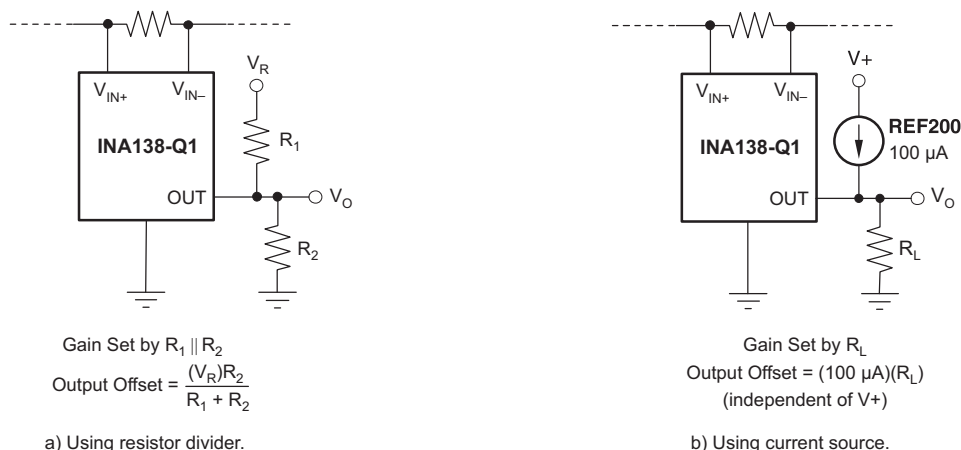 V_R
V_IN+ V_IN–
INA138-Q1
R_1
OUT
V_O
R_2
Gain Set by R_1 || R_2
Output Offset = (V_R)R_2
R_1 + R_2
a) Using resistor divider.
V+
V_IN+ V_IN–
REF200
INA138-Q1
100 µA
OUT
V_O
R_L
Gain Set by R_L
Output Offset = (100 µA)(R_L)
(independent of V+)
b) Using current source.